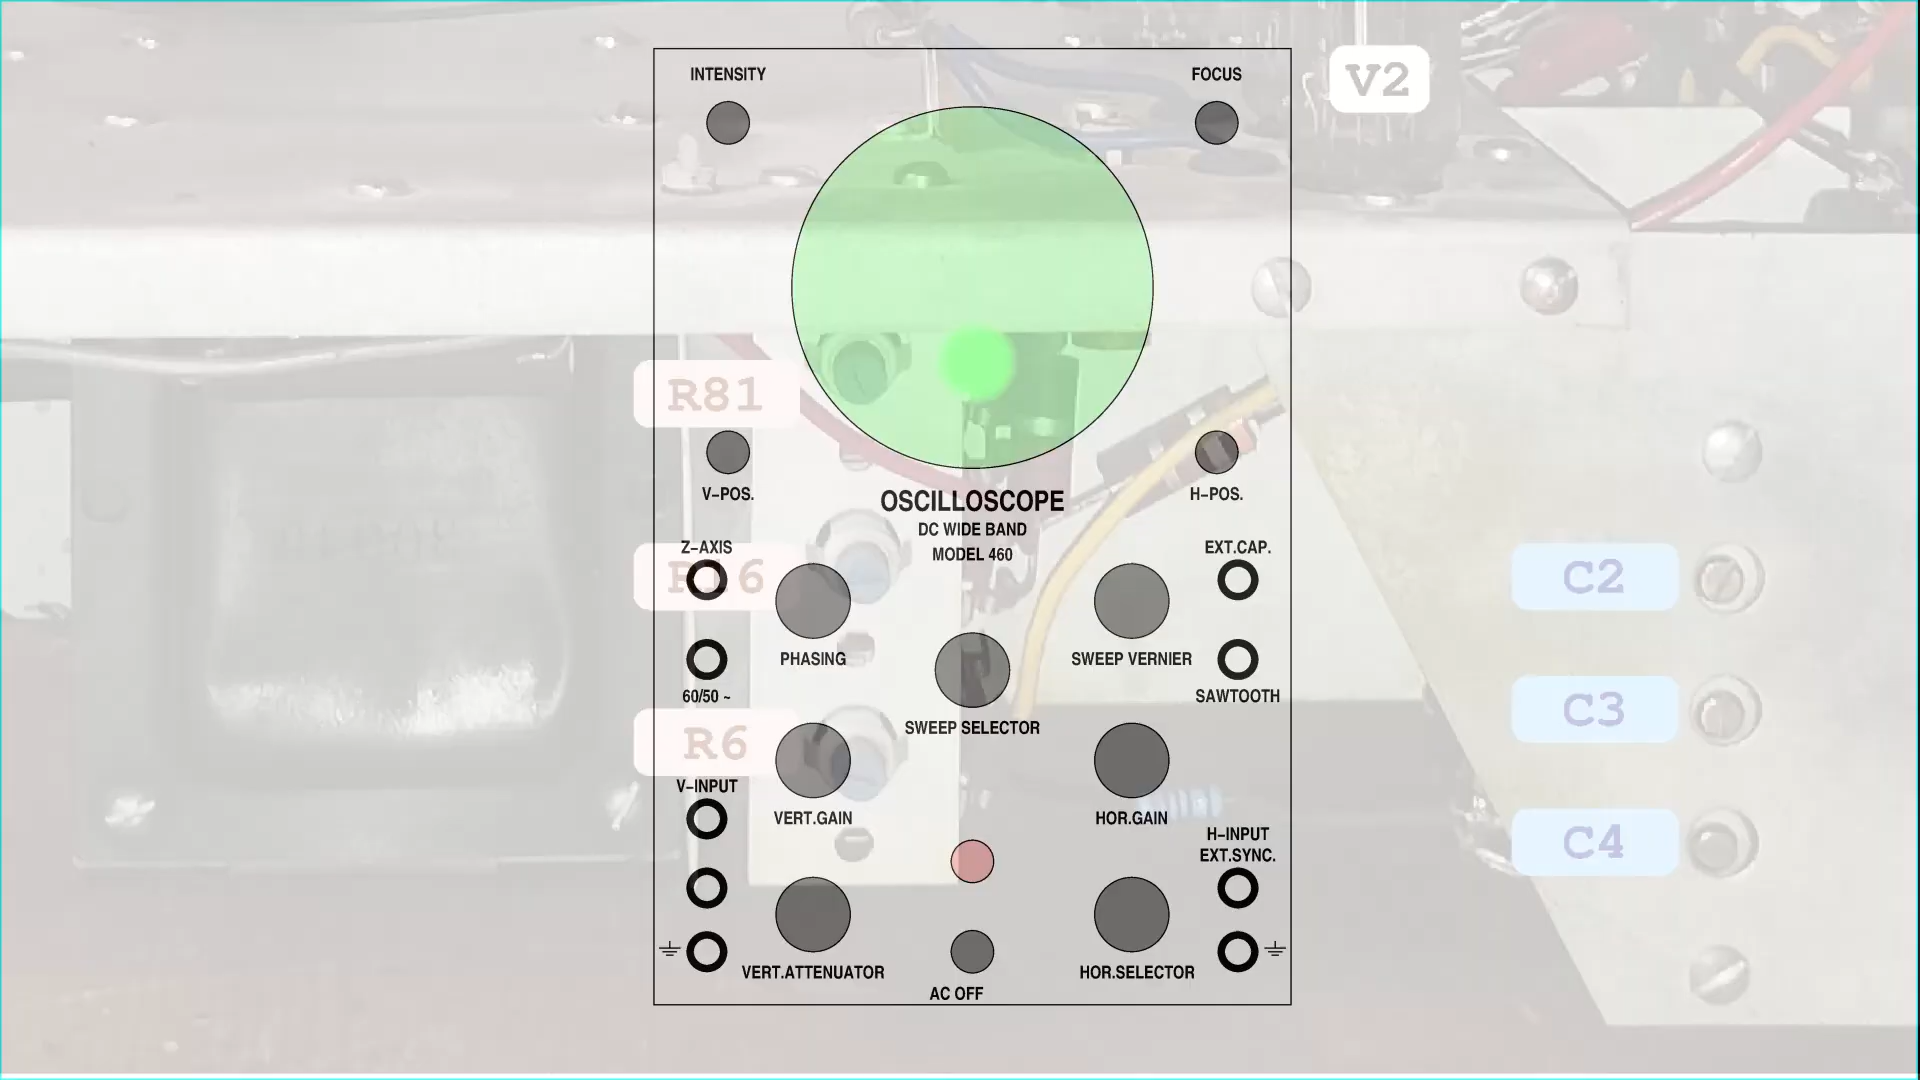 INTENSITY
FOCUS
V2
R81
V-POS.
H-POS.
OSCILLOSCOPE
DC WIDE BAND
MODEL 460
Z-AXIS
EXT.CAP.
R16
C2
PHASING
SWEEP VERNIER
60/50 ~
SAWTOOTH
C3
SWEEP SELECTOR
R6
V-INPUT
VERT.GAIN
HOR.GAIN
H-INPUT
EXT.SYNC.
C4
VERT.ATTENUATOR
HOR.SELECTOR
AC OFF